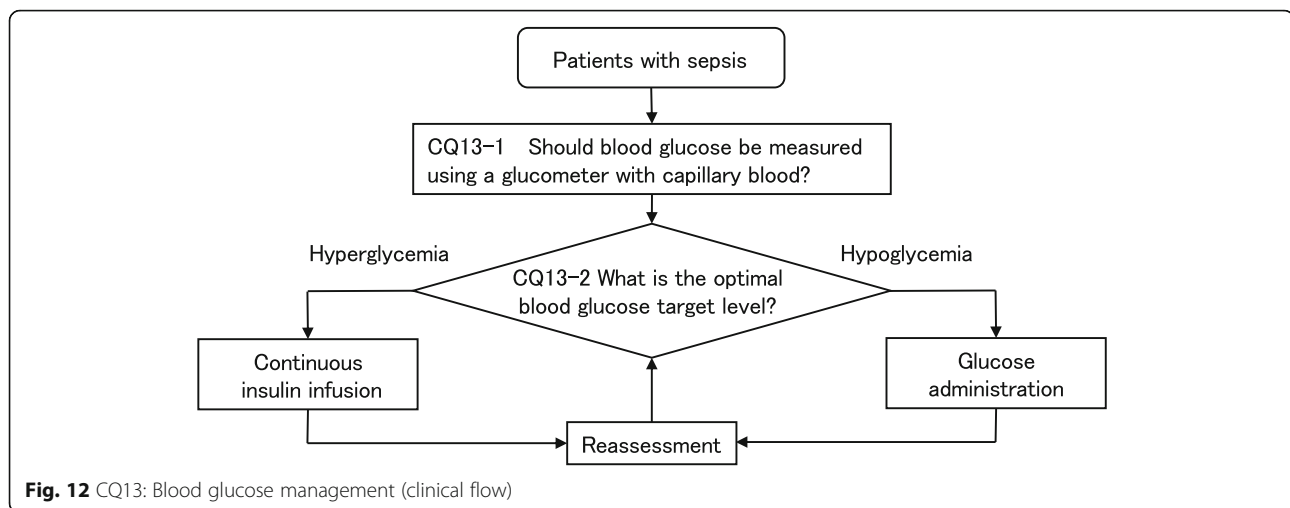 Patients with sepsis
CQ13-1 Should blood glucose be measured
using a glucometer with capillary blood?
Hyperglycemia
Hypoglycemia
CQ13-2 What is the optimal
blood glucose target level?
Continuous
insulin infusion
Glucose
administration
Reassessment
Fig. 12 CQ13: Blood glucose management (clinical flow)